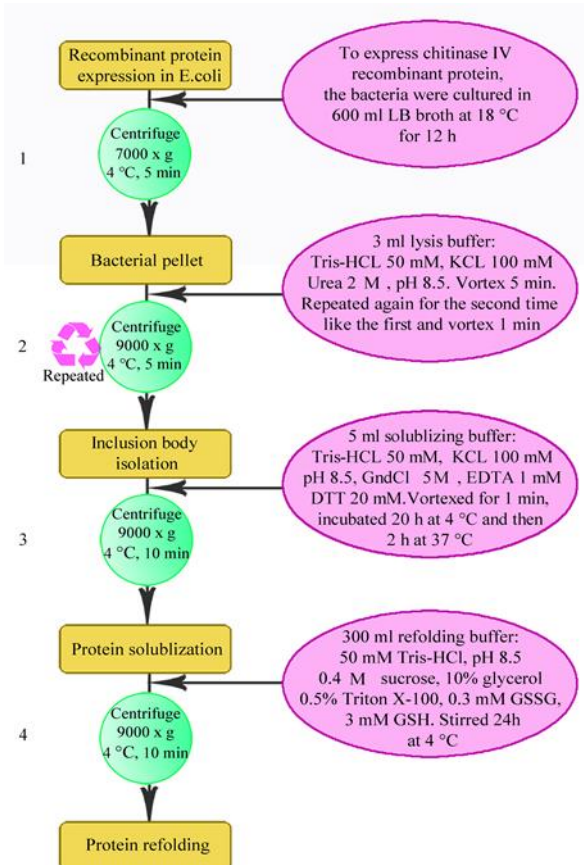 Recombinant protein
expression in E.coli
To express chitinase IV
recombinant protein,
the bacteria were cultured in
600 ml LB broth at 18 °C
for 12 h
1
Centrifuge
7000 x g
4 °C, 5 min
Bacterial pellet
3 ml lysis buffer:
Tris-HCL 50 mM, KCL 100 mM
Urea 2 M , pH 8.5. Vortex 5 min.
Repeated again for the second time
like the first and vortex 1 min
2
Repeated
Centrifuge
9000 x g
4 °C, 5 min
Inclusion body
isolation
5 ml solublizing buffer:
Tris-HCL 50 mM, KCL 100 mM
pH 8.5, GndCl 5M , EDTA 1 mM
DTT 20 mM.Vortexed for 1 min,
incubated 20 h at 4 °C and then
2 h at 37 °C
3
Centrifuge
9000 x g
4 °C, 10 min
Protein solublization
300 ml refolding buffer:
50 mM Tris-HCl, pH 8.5
0.4 M sucrose, 10% glycerol
0.5% Triton X-100, 0.3 mM GSSG,
3 mM GSH. Stirred 24h
at 4 °C
4
Centrifuge
9000 x g
4 °C, 10 min
Protein refolding